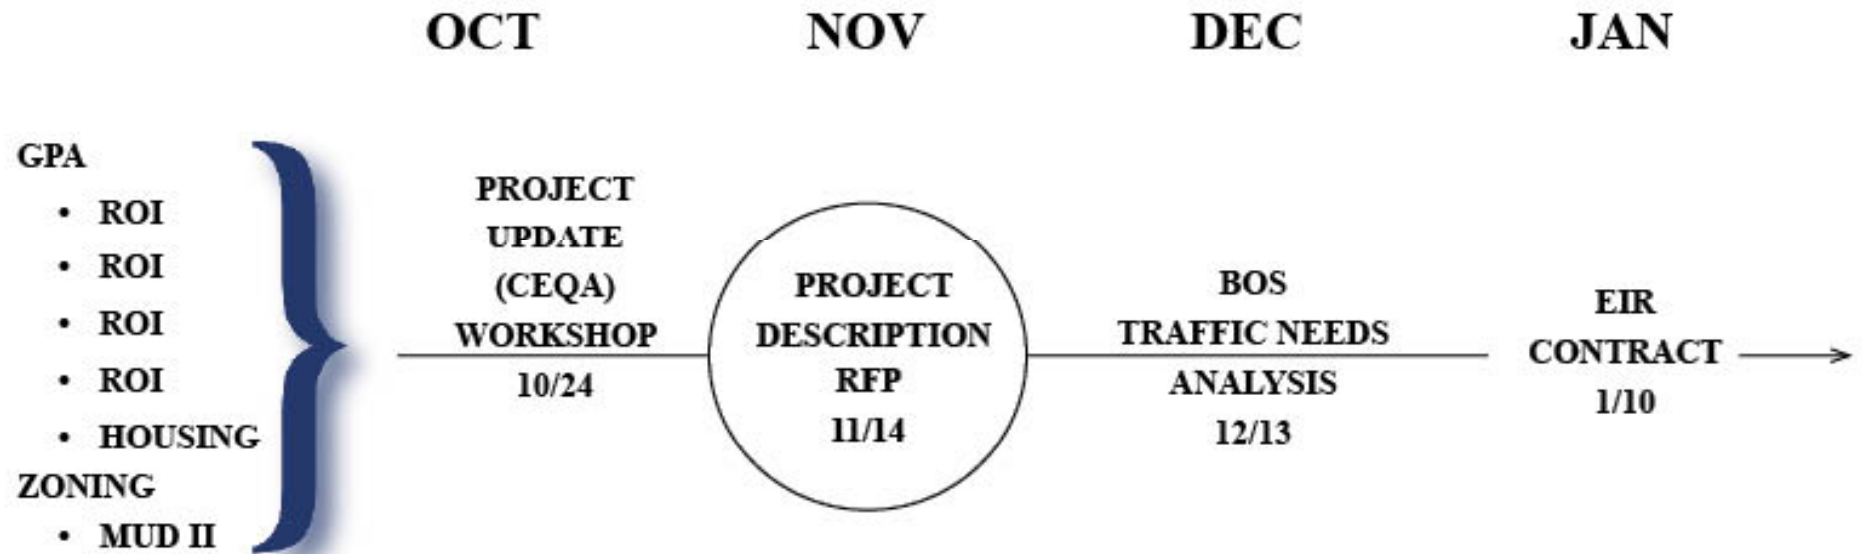 OCT NOV DEC JAN
GPA
• ROI
• ROI
• ROI
• ROI
• HOUSING
ZONING
• MUD II
PROJECT
UPDATE
(CEQA)
WORKSHOP
10/24
PROJECT
DESCRIPTION
RFP
11/14
BOS
TRAFFIC NEEDS
ANALYSIS
12/13
EIR
CONTRACT
1/10